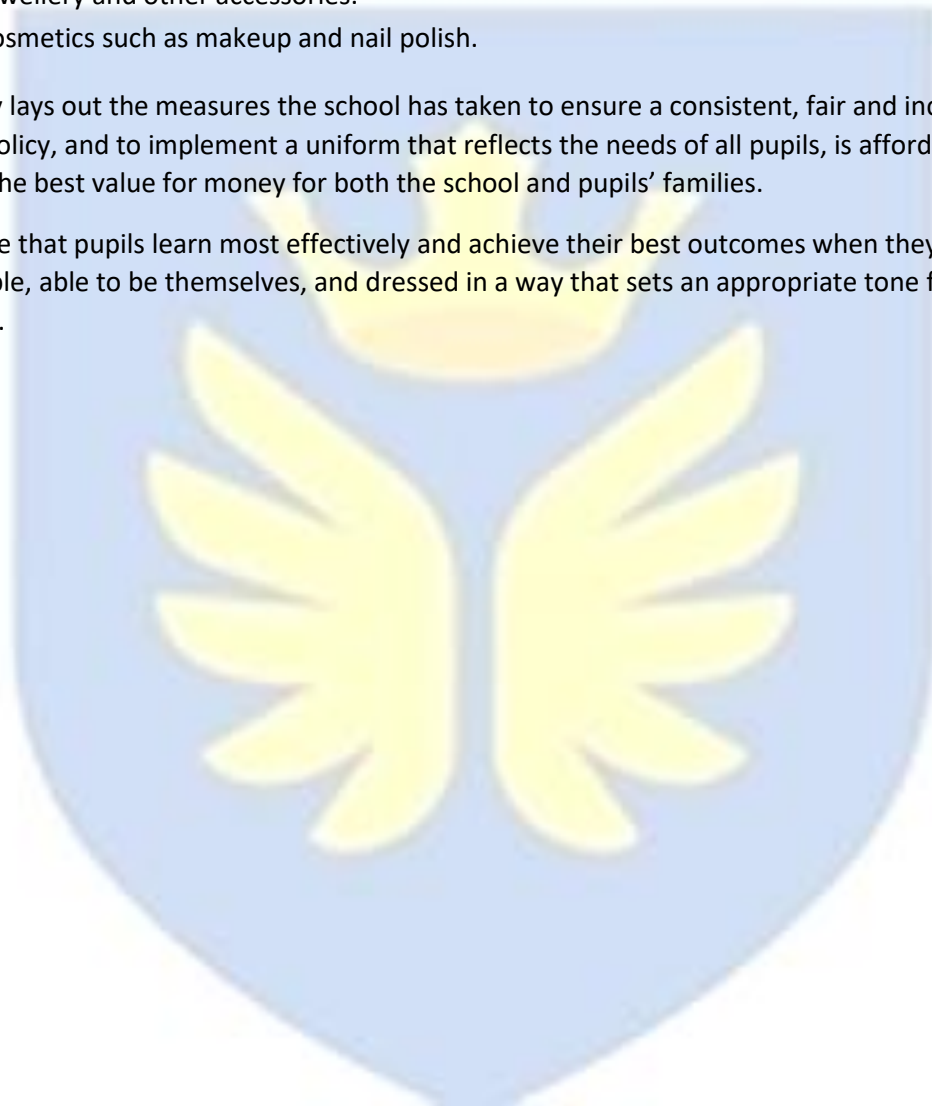 wellery and other accessories.
osmetics such as makeup and nail polish.
y lays out the measures the school has taken to ensure a consistent, fair and inc
olicy, and to implement a uniform that reflects the needs of all pupils, is afford
he best value for money for both the school and pupils’ families.
e that pupils learn most effectively and achieve their best outcomes when they
ble, able to be themselves, and dressed in a way that sets an appropriate tone f
.